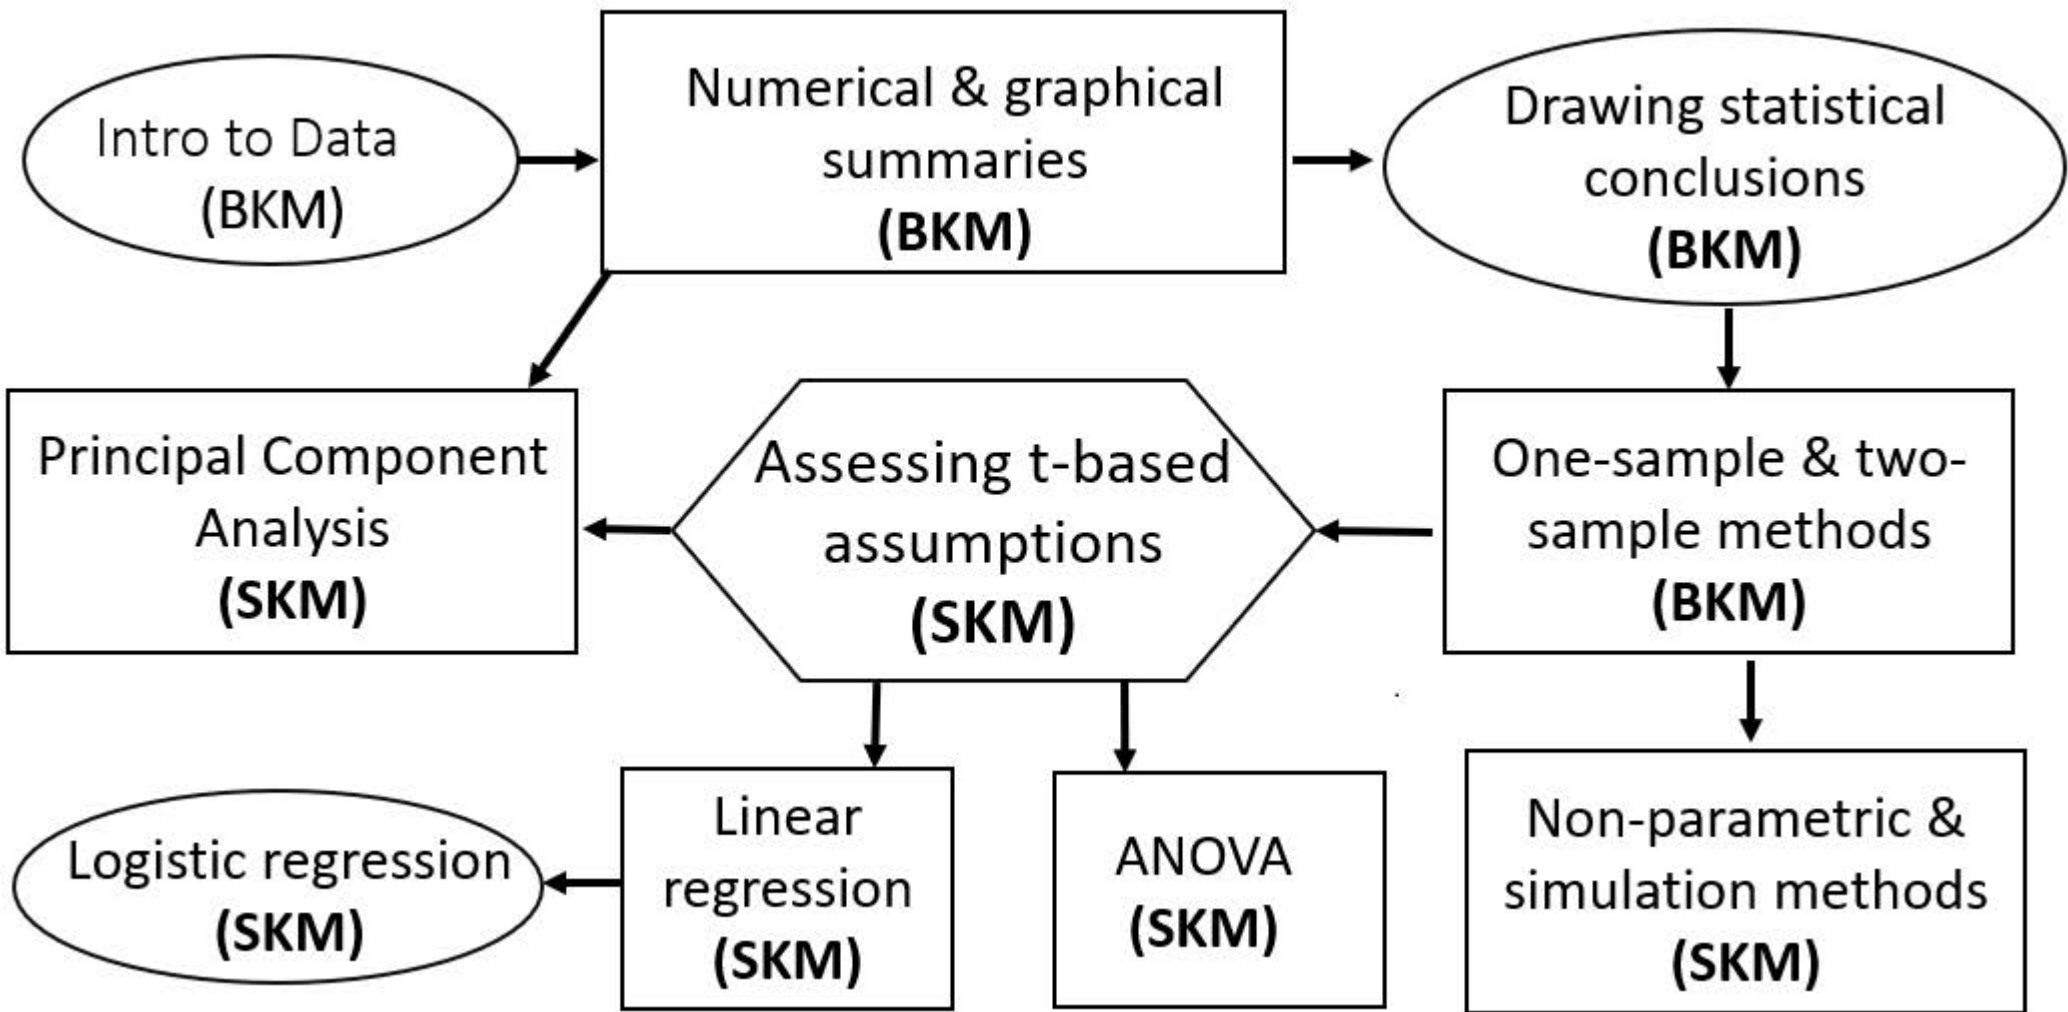 Intro to Data
(BKM)
Numerical & graphical
summaries
(BKM)
Drawing statistical
conclusions
(BKM)
Principal Component
Analysis
(SKM)
Assessing t-based
assumptions
(SKM)
One-sample & two-
sample methods
(BKM)
Logistic regression
(SKM)
Linear
regression
(SKM)
ANOVA
(SKM)
Non-parametric &
simulation methods
(SKM)